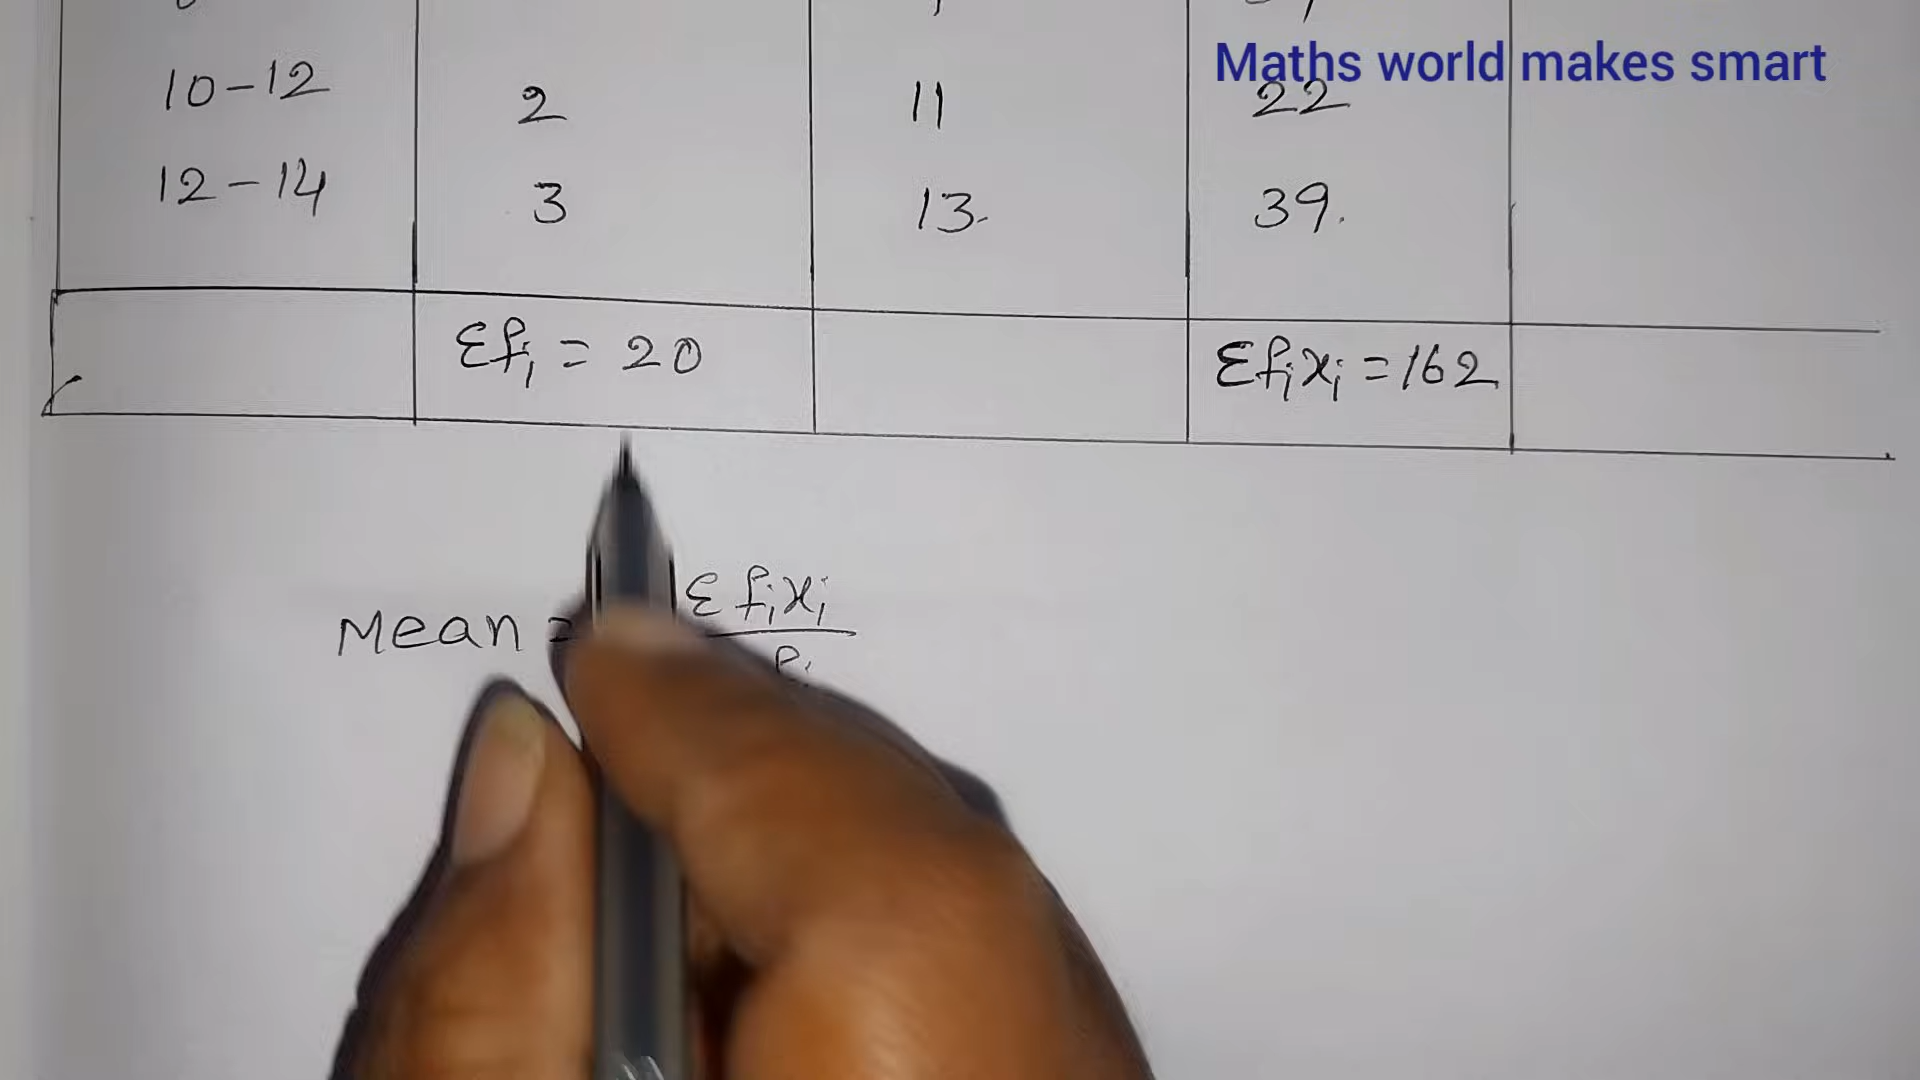 Maths world makes smart
10-12 2 11 22
12-14 3 13. 39.
Σfi = 20 Σfixi = 162
Mean = Σfixi
fi